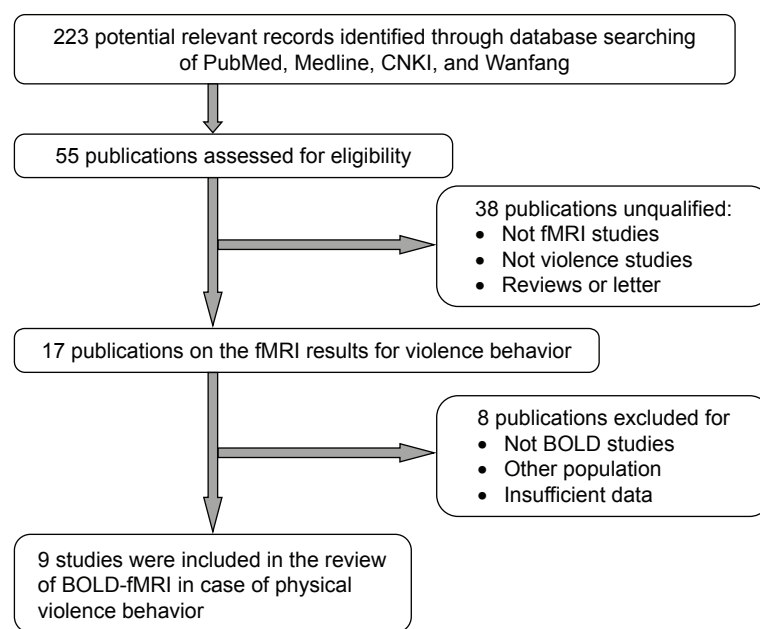 223 potential relevant records identified through database searching
of PubMed, Medline, CNKI, and Wanfang
55 publications assessed for eligibility
38 publications unqualified:
• Not fMRI studies
• Not violence studies
• Reviews or letter
17 publications on the fMRI results for violence behavior
8 publications excluded for
• Not BOLD studies
• Other population
• Insufficient data
9 studies were included in the review
of BOLD-fMRI in case of physical
violence behavior